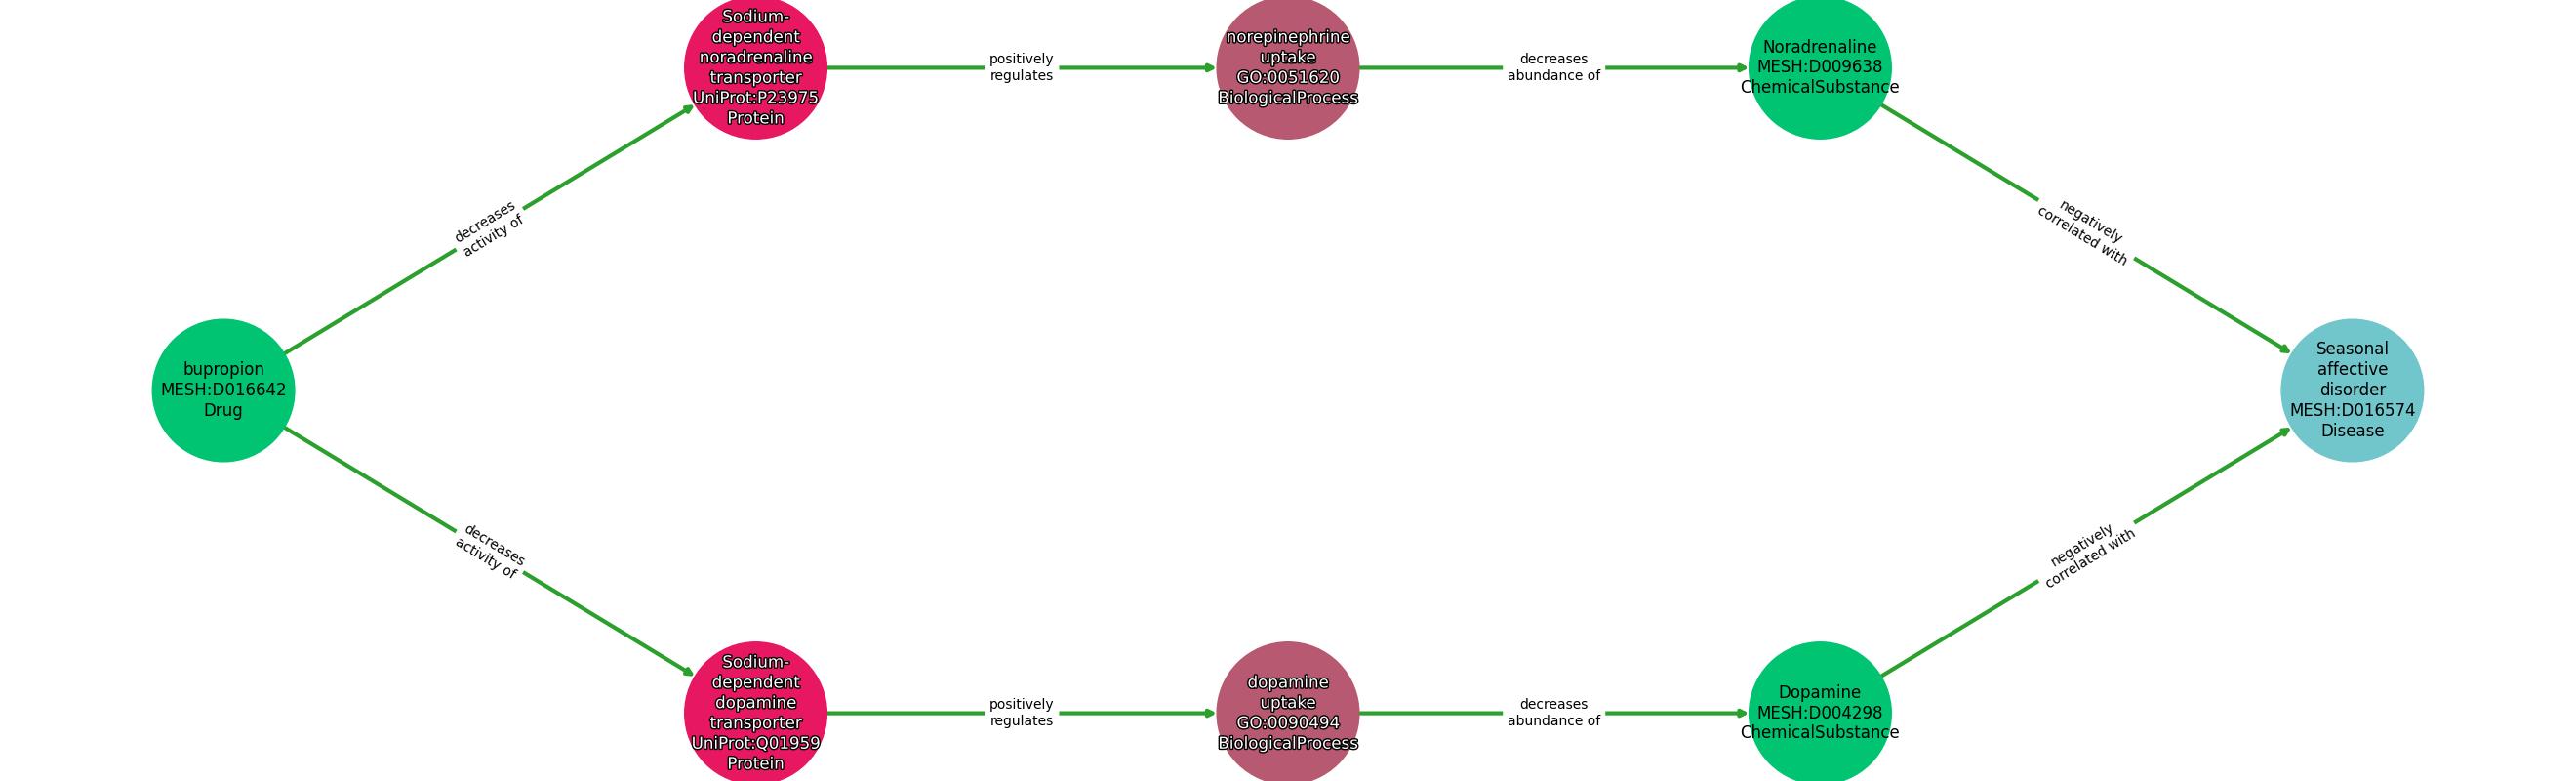 Sodium-
dependent
noradrenaline
transporter
UniProt:P23975
Protein
positively
regulates
norepinephrine
uptake
GO:0051620
BiologicalProcess
decreases
abundance of
Noradrenaline
MESH:D009638
ChemicalSubstance
decreases
activity of
negatively
correlated with
bupropion
MESH:D016642
Drug
Seasonal
affective
disorder
MESH:D016574
Disease
decreases
activity of
negatively
correlated with
Sodium-
dependent
dopamine
transporter
UniProt:Q01959
Protein
positively
regulates
dopamine
uptake
GO:0090494
BiologicalProcess
decreases
abundance of
Dopamine
MESH:D004298
ChemicalSubstance